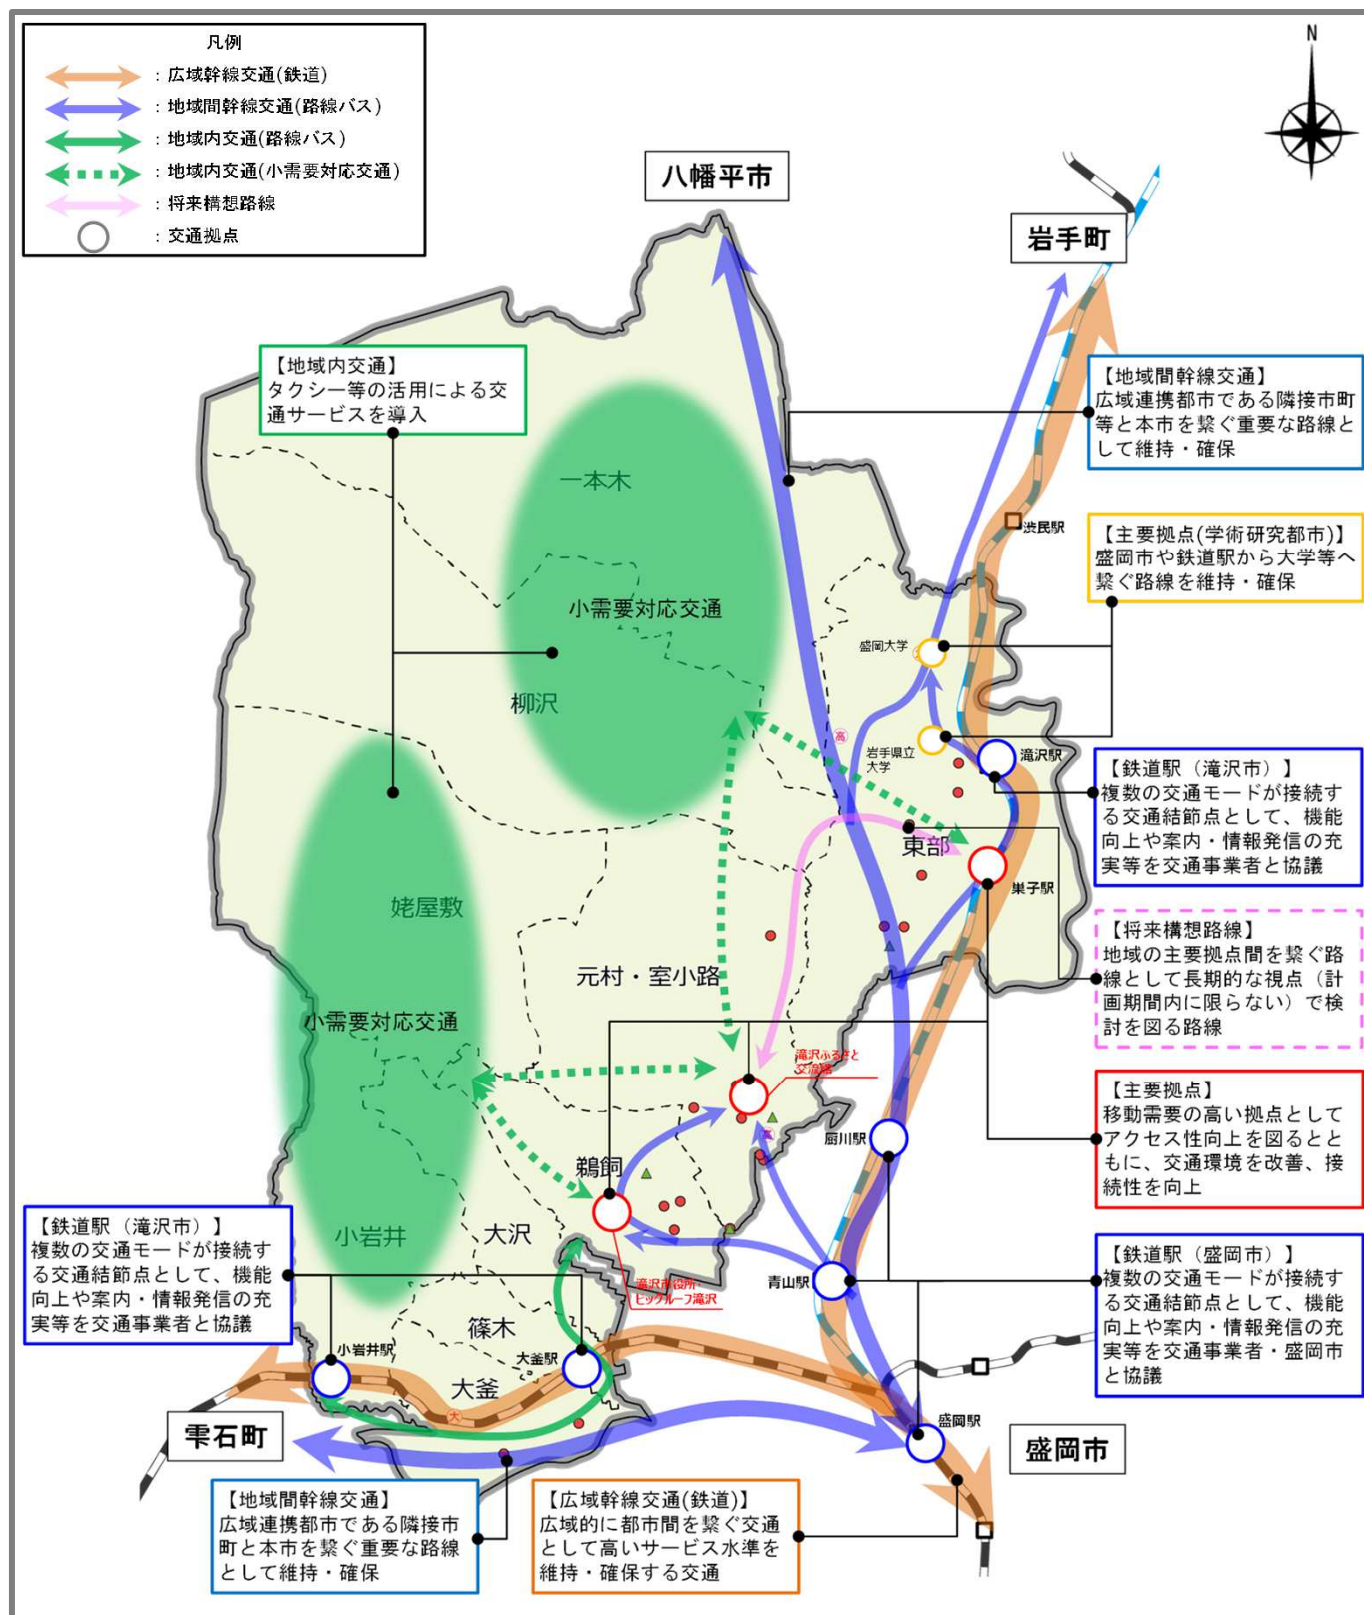 凡例
：広域幹線交通(鉄道)
：地域間幹線交通(路線バス)
：地域内交通(路線バス)
：地域内交通(小需要対応交通)
：将来構想路線
：交通拠点
N
八幡平市
岩手町
【地域内交通】
タクシー等の活用による交
通サービスを導入
【地域間幹線交通】
広域連携都市である隣接市町
等と本市を繋ぐ重要な路線と
して維持・確保
一本木
渋民駅
【主要拠点(学術研究都市)】
盛岡市や鉄道駅から大学等へ
繋ぐ路線を維持・確保
小需要対応交通
盛岡大学
柳沢
高
岩手県立
大学
滝沢駅
【鉄道駅（滝沢市）】
複数の交通モードが接続す
る交通結節点として、機能
向上や案内・情報発信の充
実等を交通事業者と協議
東部
巣子駅
姥屋敷
【将来構想路線】
地域の主要拠点間を繋ぐ路
線として長期的な視点（計
画期間内に限らない）で検
討を図る路線
元村・室小路
小需要対応交通
滝沢ふるさと
交流館
【主要拠点】
移動需要の高い拠点として
アクセス性向上を図るとと
もに、交通環境を改善、接
続性を向上
厨川駅
鵜飼
【鉄道駅（滝沢市）】
複数の交通モードが接続す
る交通結節点として、機能
向上や案内・情報発信の充
実等を交通事業者と協議
小岩井
大沢
青山駅
滝沢市役所
ビッグルーフ滝沢
【鉄道駅（盛岡市）】
複数の交通モードが接続す
る交通結節点として、機能
向上や案内・情報発信の充
実等を交通事業者・盛岡市
と協議
篠木
小岩井駅
大釜駅
大釜
大
雫石町
盛岡駅
盛岡市
【地域間幹線交通】
広域連携都市である隣接市
町と本市を繋ぐ重要な路線
として維持・確保
【広域幹線交通(鉄道)】
広域的に都市間を繋ぐ交通
として高いサービス水準を
維持・確保する交通